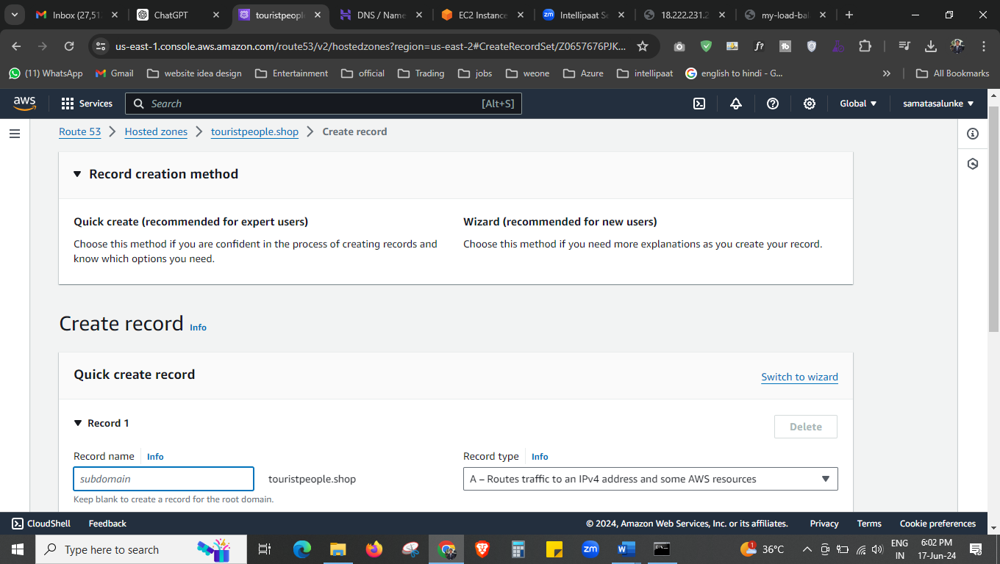 Inbox (27,51
ChatGPT
touristpeopl
DNS / Name
EC2 Instance
zm
Intellipaat Se
18.222.231.2
my-load-bal
us-east-1.console.aws.amazon.com/route53/v2/hostedzones?region=us-east-2#CreateRecordSet/Z0657676PJK...
f?
(11) WhatsApp
Gmail
website idea design
Entertainment
official
Trading
jobs
weone
Azure
intellipaat
english to hindi - G...
»
All Bookmarks
aws
Services
Search
[Alt+S]
Global
samatasalunke
Route 53
Hosted zones
touristpeople.shop
Create record
Record creation method
Quick create (recommended for expert users)
Choose this method if you are confident in the process of creating records and
know which options you need.
Wizard (recommended for new users)
Choose this method if you need more explanations as you create your record.
Create record Info
Quick create record
Switch to wizard
Record 1
Delete
Record name Info
subdomain
touristpeople.shop
Keep blank to create a record for the root domain.
Record type Info
A – Routes traffic to an IPv4 address and some AWS resources
CloudShell
Feedback
© 2024, Amazon Web Services, Inc. or its affiliates.
Privacy
Terms
Cookie preferences
Type here to search
zm
1
36°C
ENG
IN
6:02 PM
17-Jun-24